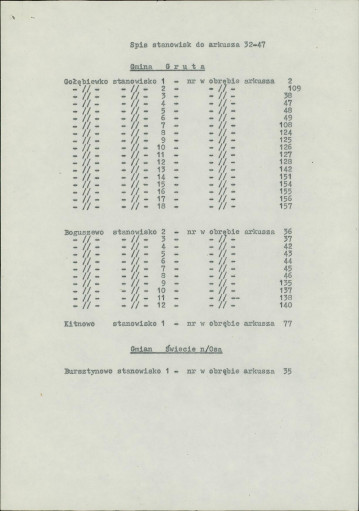 Spis stanowisk do arkusza 32-47
Gmina Gruta
Gołębiewko stanowisko 1 - nr w obrębie arkusza 2
- // - - // - 2 - - // - 109
- // - - // - 3 - - // - 38
- // - - // - 4 - - // - 47
- // - - // - 5 - - // - 48
- // - - // - 6 - - // - 49
- // - - // - 7 - - // - 108
- // - - // - 8 - - // - 124
- // - - // - 9 - - // - 125
- // - - // - 10 - - // - 126
- // - - // - 11 - - // - 127
- // - - // - 12 - - // - 128
- // - - // - 13 - - // - 142
- // - - // - 14 - - // - 151
- // - - // - 15 - - // - 154
- // - - // - 16 - - // - 155
- // - - // - 17 - - // - 156
- // - - // - 18 - - // - 157
Boguszewo stanowisko 2 - nr w obrębie arkusza 36
- // - - // - 3 - - // - 37
- // - - // - 4 - - // - 42
- // - - // - 5 - - // - 43
- // - - // - 6 - - // - 44
- // - - // - 7 - - // - 45
- // - - // - 8 - - // - 46
- // - - // - 9 - - // - 135
- // - - // - 10 - - // - 137
- // - - // - 11 - - // -- 138
- // - - // - 12 - - // - 140
Kitnowo stanowisko 1 - nr w obrębie arkusza 77
Gmian Świecie n/Osą
Bursztynowo stanowisko 1 - nr w obrębie arkusza 35